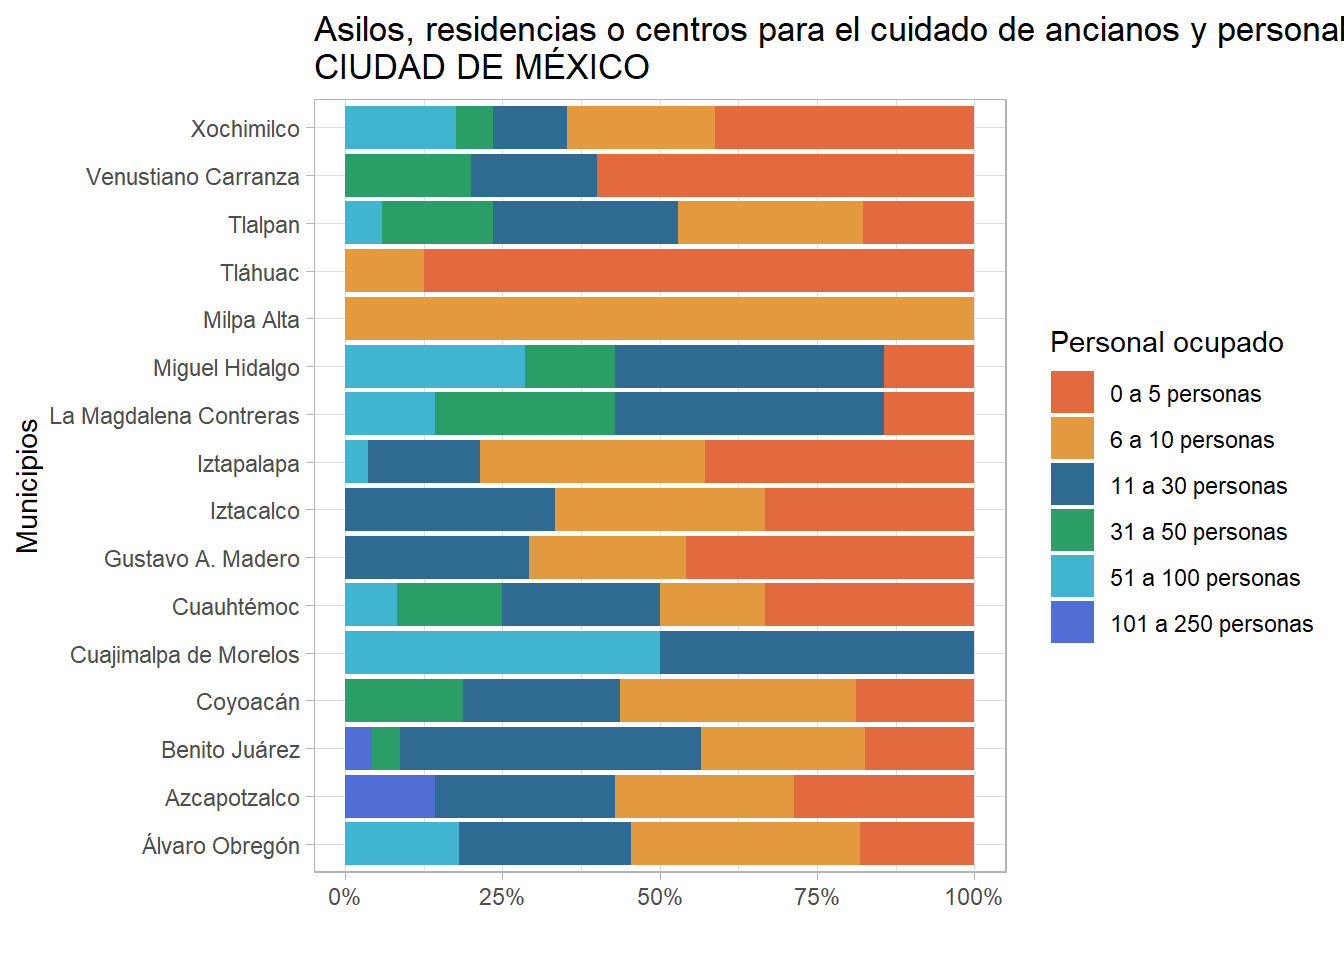 Asilos, residencias o centros para el cuidado de ancianos y personal
CIUDAD DE MÉXICO
Xochimilco
Venustiano Carranza
Tlalpan
Tláhuac
Milpa Alta
Miguel Hidalgo
La Magdalena Contreras
Iztapalapa
Iztacalco
Gustavo A. Madero
Cuauhtémoc
Cuajimalpa de Morelos
Coyoacán
Benito Juárez
Azcapotzalco
Álvaro Obregón
Municipios
0%
25%
50%
75%
100%
Personal ocupado
0 a 5 personas
6 a 10 personas
11 a 30 personas
31 a 50 personas
51 a 100 personas
101 a 250 personas